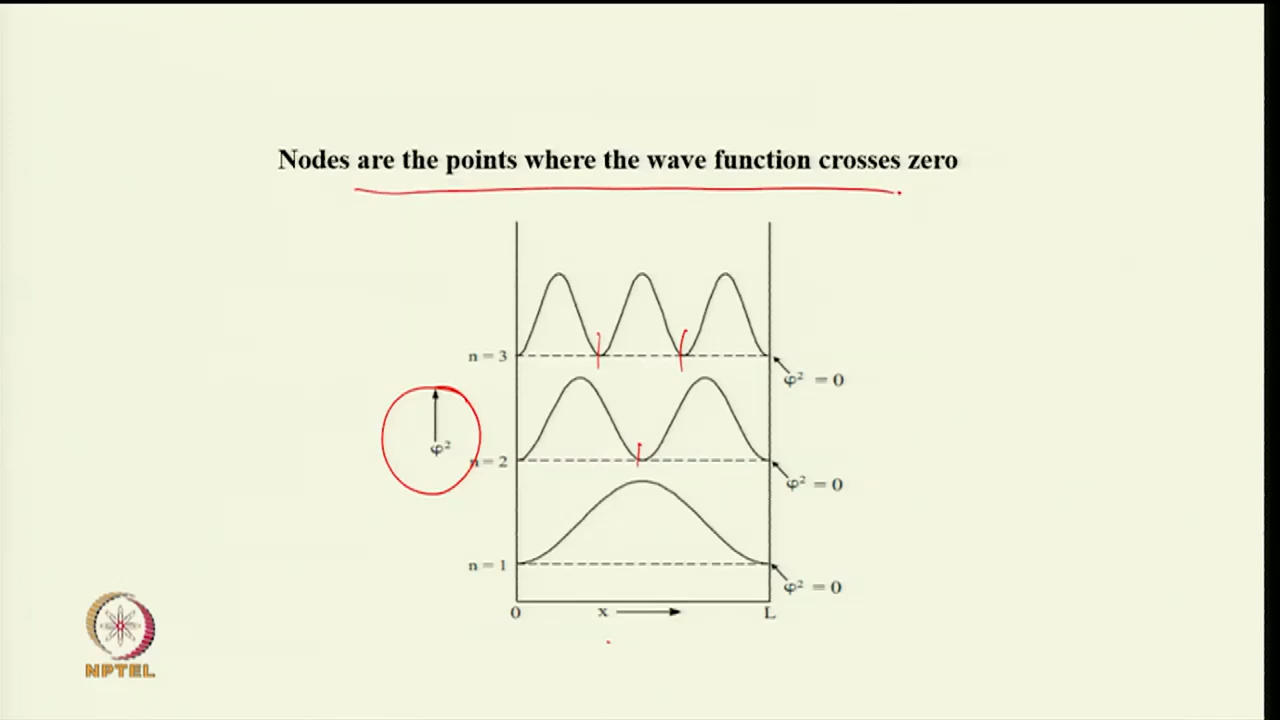 Nodes are the points where the wave function crosses zero
n = 3
φ² = 0
φ²
n = 2
φ² = 0
n = 1
φ² = 0
0 x L
NPTEL